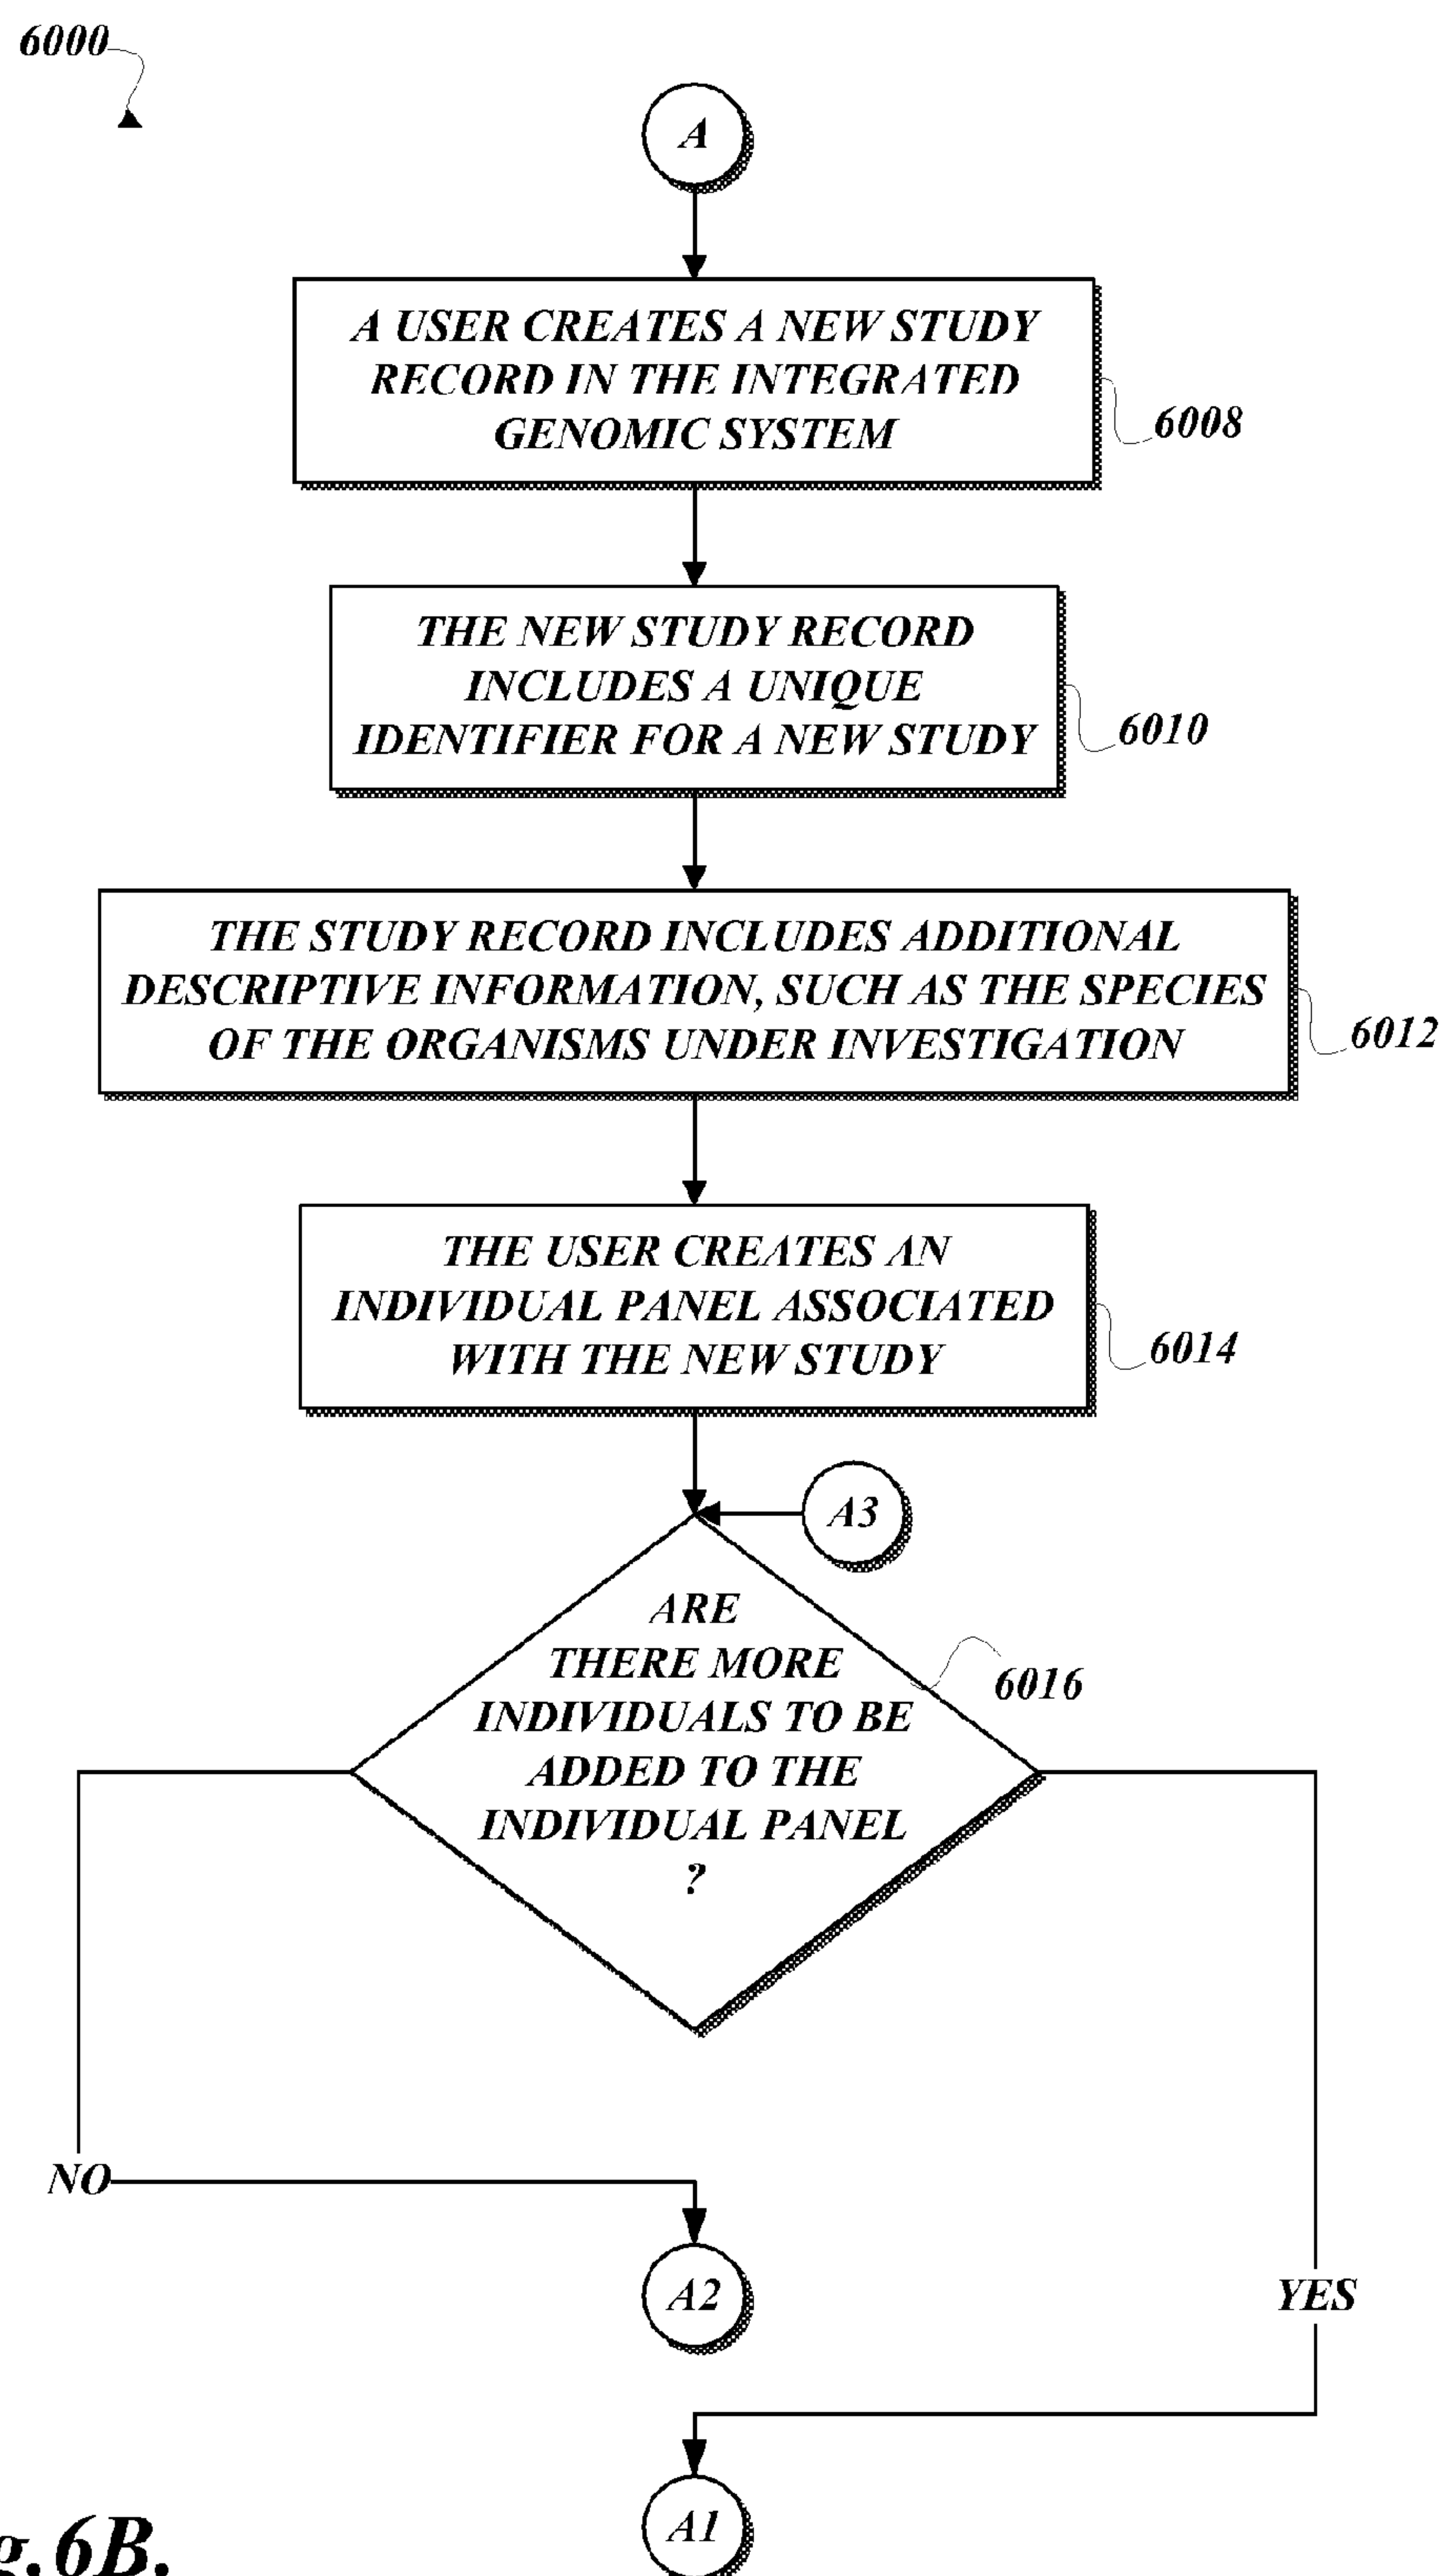 6000
A
A USER CREATES A NEW STUDY
RECORD IN THE INTEGRATED
GENOMIC SYSTEM
6008
THE NEW STUDY RECORD
INCLUDES A UNIQUE
IDENTIFIER FOR A NEW STUDY
6010
THE STUDY RECORD INCLUDES ADDITIONAL
DESCRIPTIVE INFORMATION, SUCH AS THE SPECIES
OF THE ORGANISMS UNDER INVESTIGATION
6012
THE USER CREATES AN
INDIVIDUAL PANEL ASSOCIATED
WITH THE NEW STUDY
6014
A3
ARE
THERE MORE
INDIVIDUALS TO BE
ADDED TO THE
INDIVIDUAL PANEL
?
6016
NO
A2
YES
A1
g.6B.